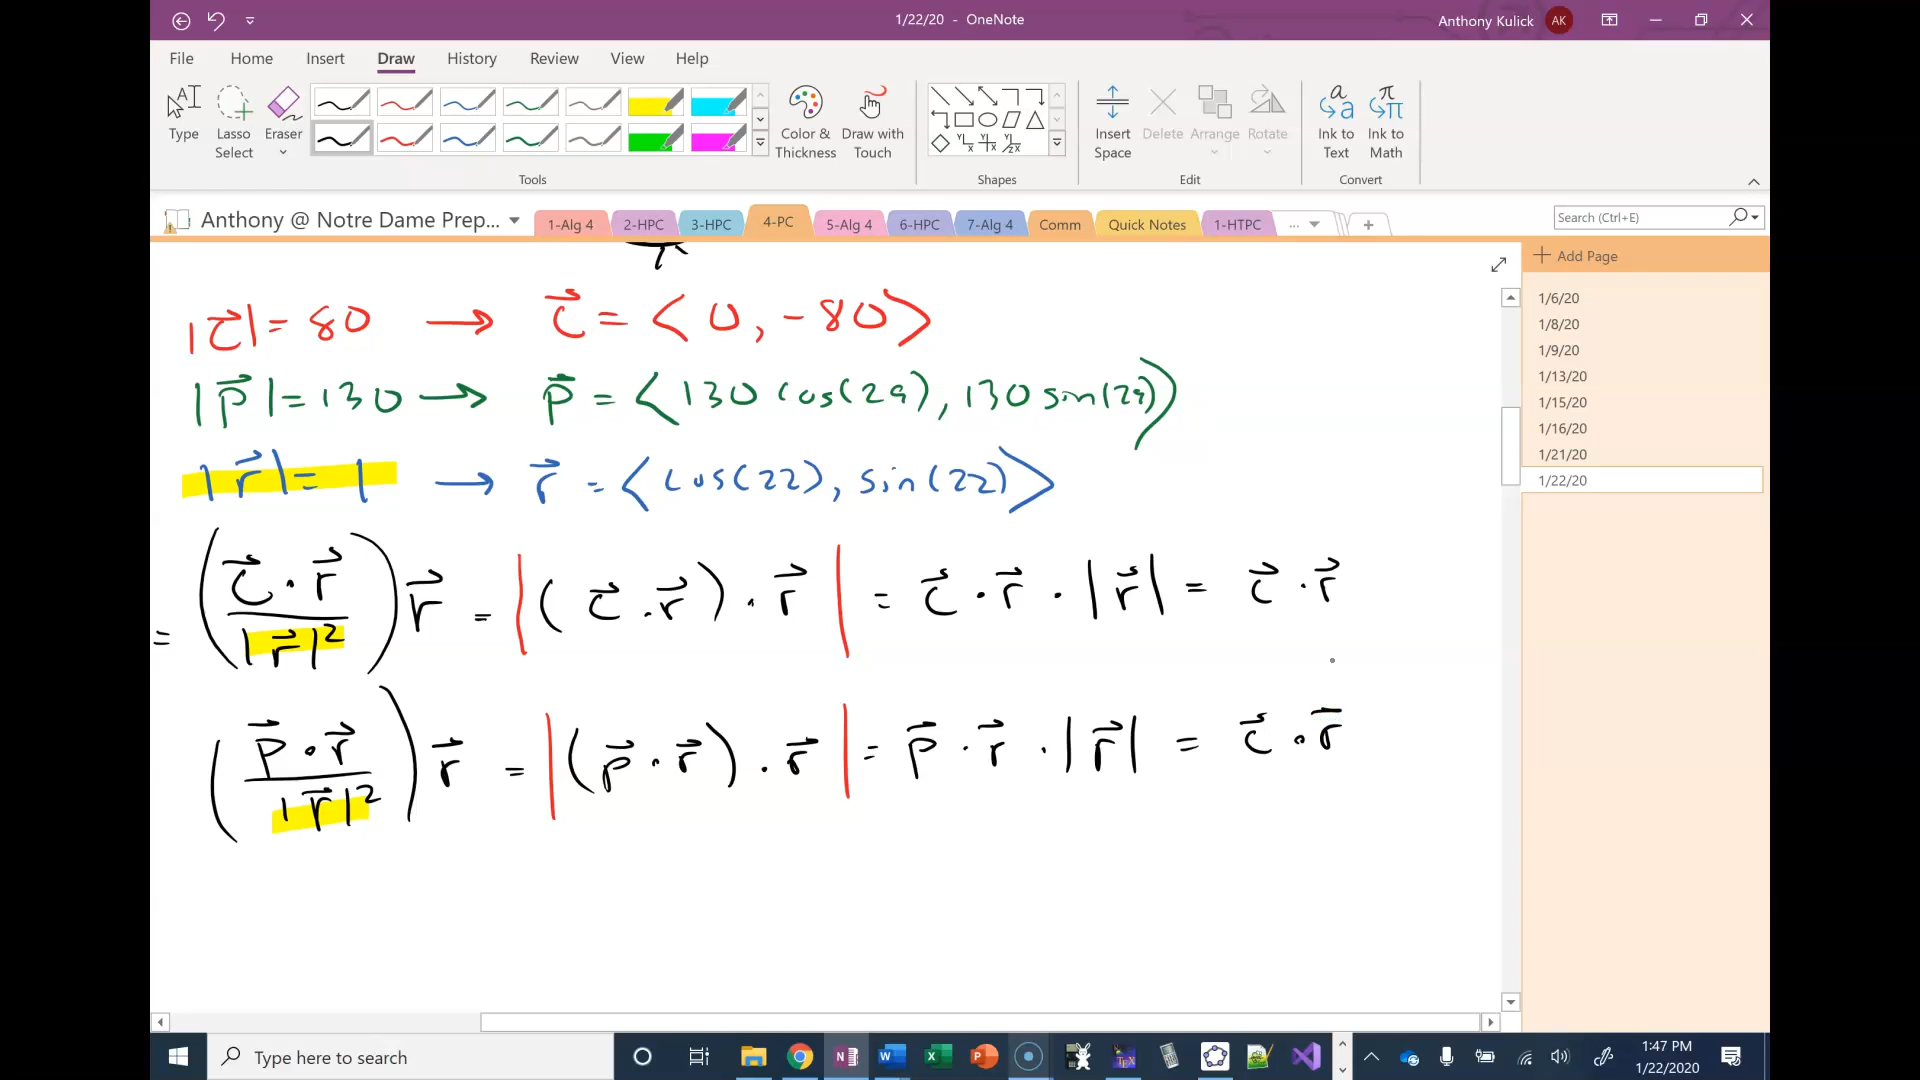 1/22/20 - OneNote
Anthony Kulick AK
File Home Insert Draw History Review View Help
Type
Lasso Select
Eraser
Color & Thickness
Draw with Touch
Insert Space
Delete
Arrange
Rotate
Ink to Text
Ink to Math
Tools Shapes Edit Convert
Anthony @ Notre Dame Prep... 1-Alg 4 2-HPC 3-HPC 4-PC 5-Alg 4 6-HPC 7-Alg 4 Comm Quick Notes 1-HTPC ... +
Search (Ctrl+E)
Add Page
1/6/20
1/8/20
1/9/20
1/13/20
1/15/20
1/16/20
1/21/20
1/22/20
|c⃗| = 80 → c⃗ = ⟨0, -80⟩
|p⃗| = 130 → p⃗ = ⟨130 cos(29), 130 sin(29)⟩
|r⃗| = 1 → r⃗ = ⟨cos(22), sin(22)⟩
= (c⃗ · r⃗ / |r⃗|²) r⃗ = |(c⃗ · r⃗) · r⃗| = c⃗ · r⃗ · |r⃗| = c⃗ · r⃗
(p⃗ · r⃗ / |r⃗|²) r⃗ = |(p⃗ · r⃗) · r⃗| = p⃗ · r⃗ · |r⃗| = c⃗ · r⃗
Type here to search
1:47 PM
1/22/2020